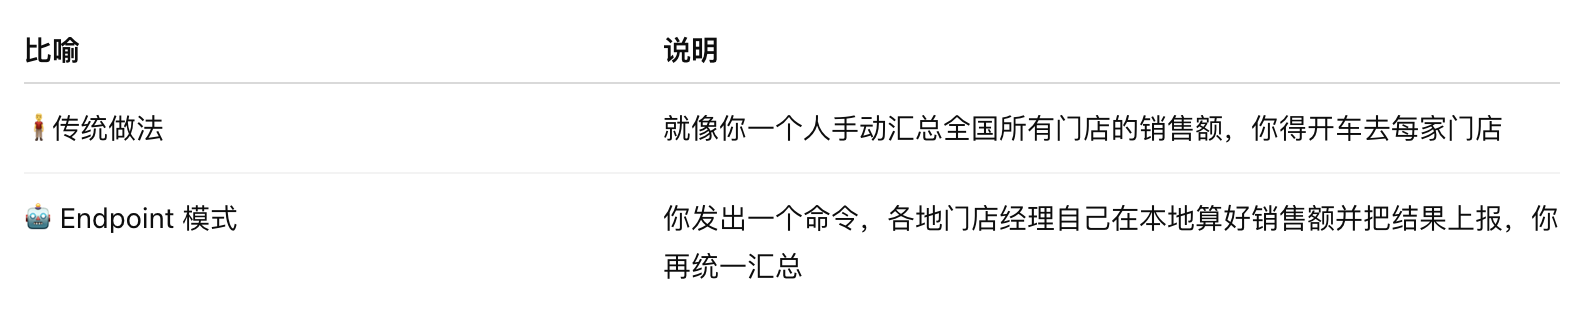 比喻
说明
🧍传统做法
就像你一个人手动汇总全国所有门店的销售额，你得开车去每家门店
🤖 Endpoint 模式
你发出一个命令，各地门店经理自己在本地算好销售额并把结果上报，你
再统一汇总